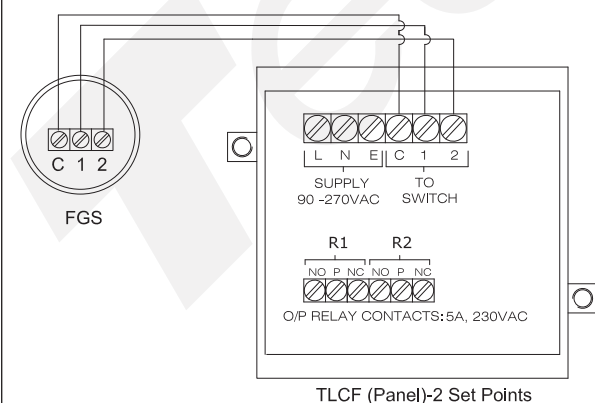 C 1 2
FGS
L N E C 1 2
SUPPLY TO
90 -270VAC SWITCH
R1 R2
NO P NC NO P NC
O/P RELAY CONTACTS: 5A, 230VAC
TLCF (Panel)-2 Set Points